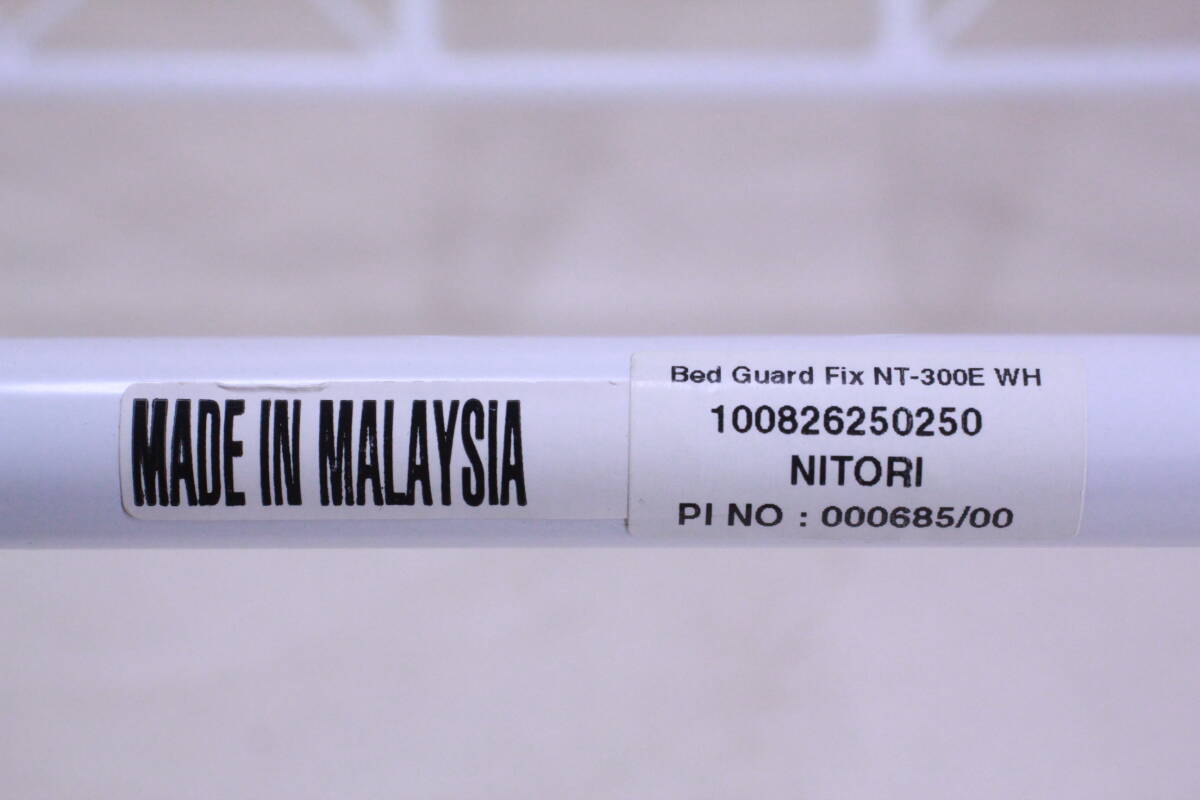 MADE IN MALAYSIA
Bed Guard Fix NT-300E WH
100826250250
NITORI
PI NO : 000685/00